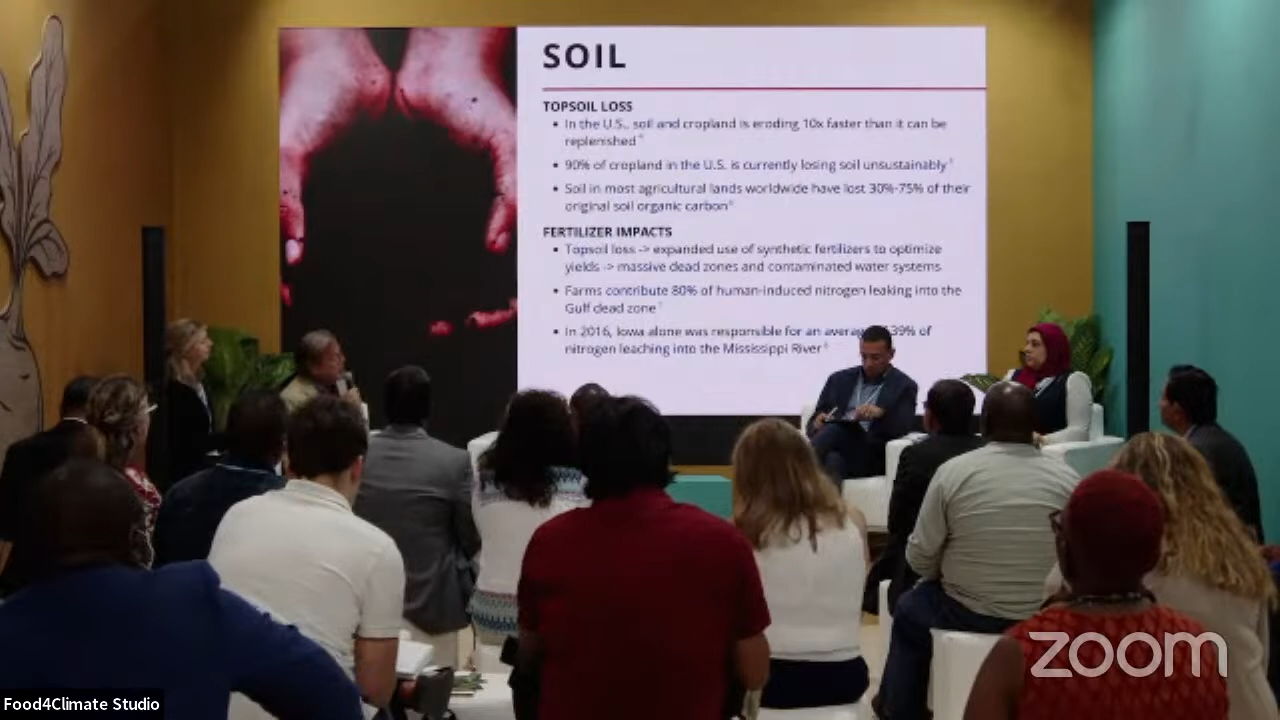 SOIL
TOPSOIL LOSS
• In the U.S., soil and cropland is eroding 10x faster than it can be
replenished
• 90% of cropland in the U.S. is currently losing soil unsustainably
• Soil in most agricultural lands worldwide have lost 30%-75% of their
original soil organic carbon
FERTILIZER IMPACTS
• Topsoil loss -> expanded use of synthetic fertilizers to optimize
yields -> massive dead zones and contaminated water systems
• Farms contribute 80% of human-induced nitrogen leaking into the
Gulf dead zone
• In 2016, Iowa alone was responsible for an average 39% of
nitrogen leaching into the Mississippi River
zoom
Food4Climate Studio